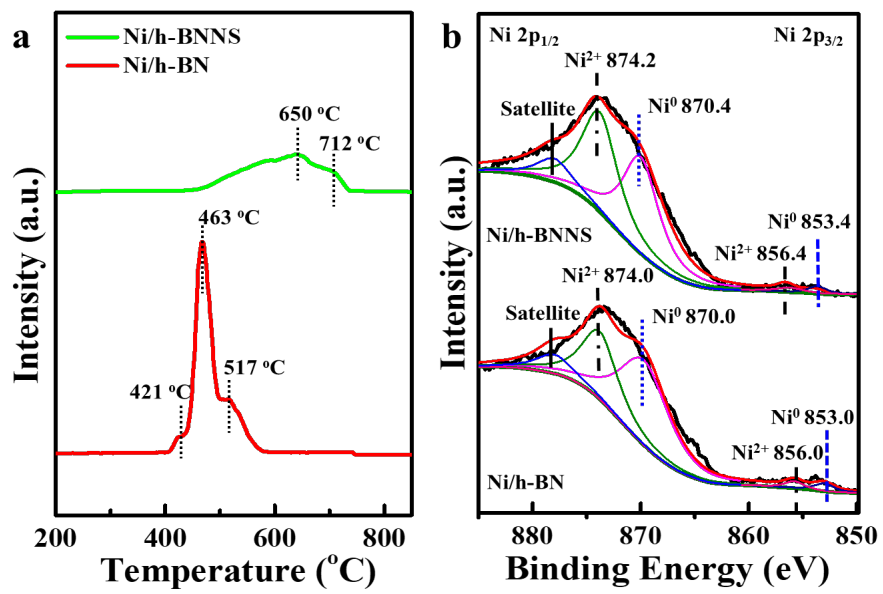 a
Ni/h-BNNS
Ni/h-BN
650 °C
712 °C
463 °C
421 °C
517 °C
Intensity (a.u.)
200 400 600 800
Temperature (°C)
b
Ni 2p1/2
Ni 2p3/2
Ni2+ 874.2
Satellite
Ni0 870.4
Ni0 853.4
Ni2+ 856.4
Ni/h-BNNS
Ni2+ 874.0
Satellite
Ni0 870.0
Ni0 853.0
Ni2+ 856.0
Ni/h-BN
Intensity (a.u.)
880 870 860 850
Binding Energy (eV)